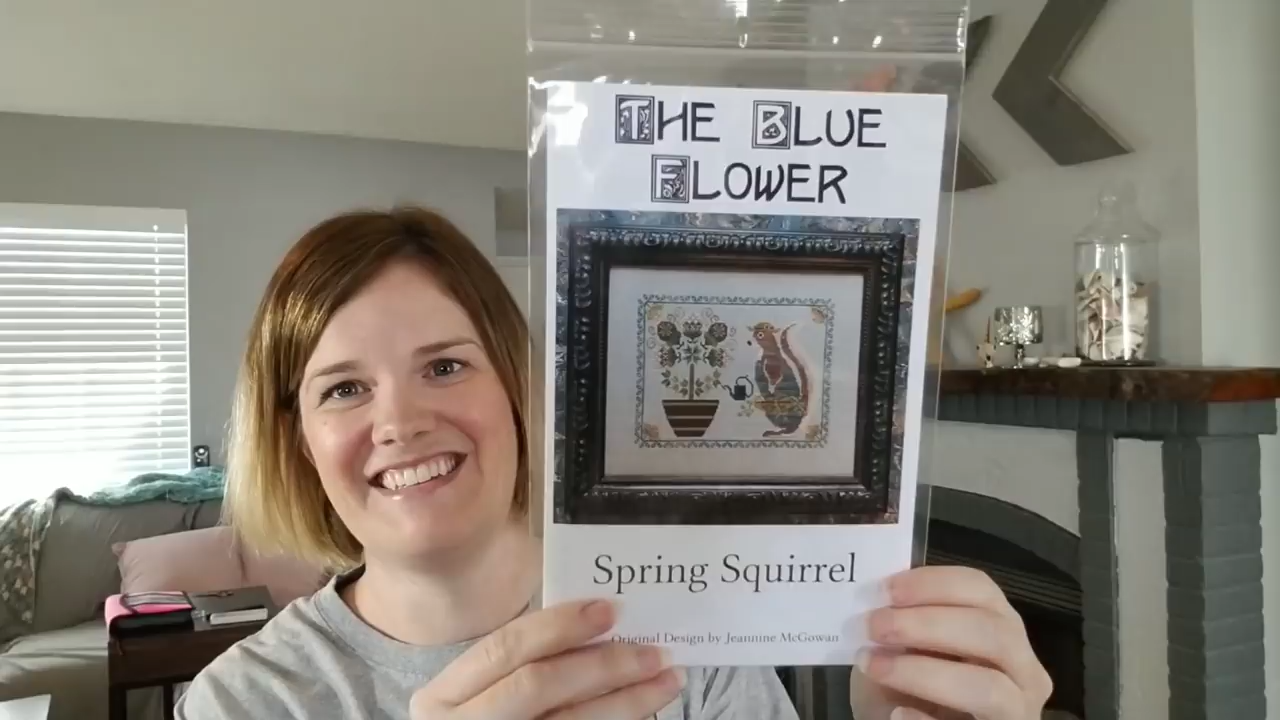 THE BLUE
FLOWER
Spring Squirrel
Original Design by Jeannine McGowan